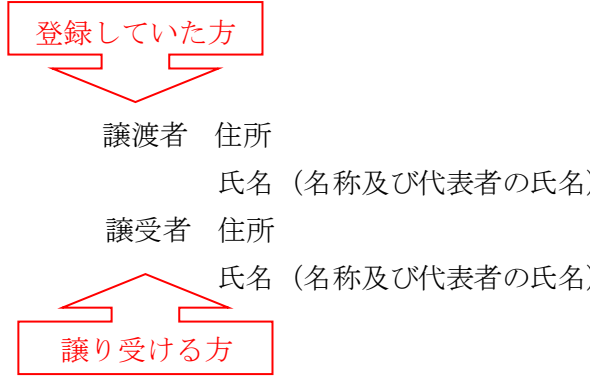 登録していた方
譲渡者　住所
氏名（名称及び代表者の氏名）
譲受者　住所
氏名（名称及び代表者の氏名）
譲り受ける方